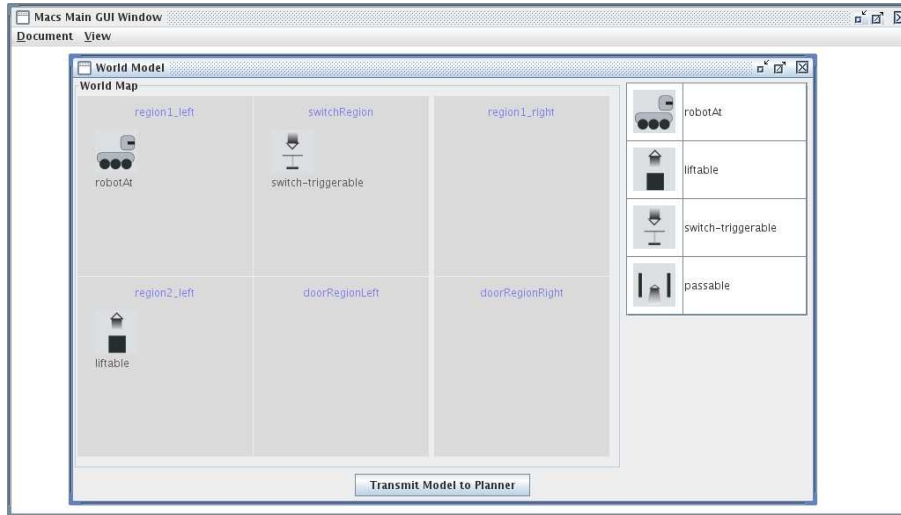 Macs Main GUI Window
Document View
World Model
World Map
region1_left
switchRegion
region1_right
robotAt
switch-triggerable
region2_left
doorRegionLeft
doorRegionRight
liftable
robotAt
liftable
switch-triggerable
passable
Transmit Model to Planner